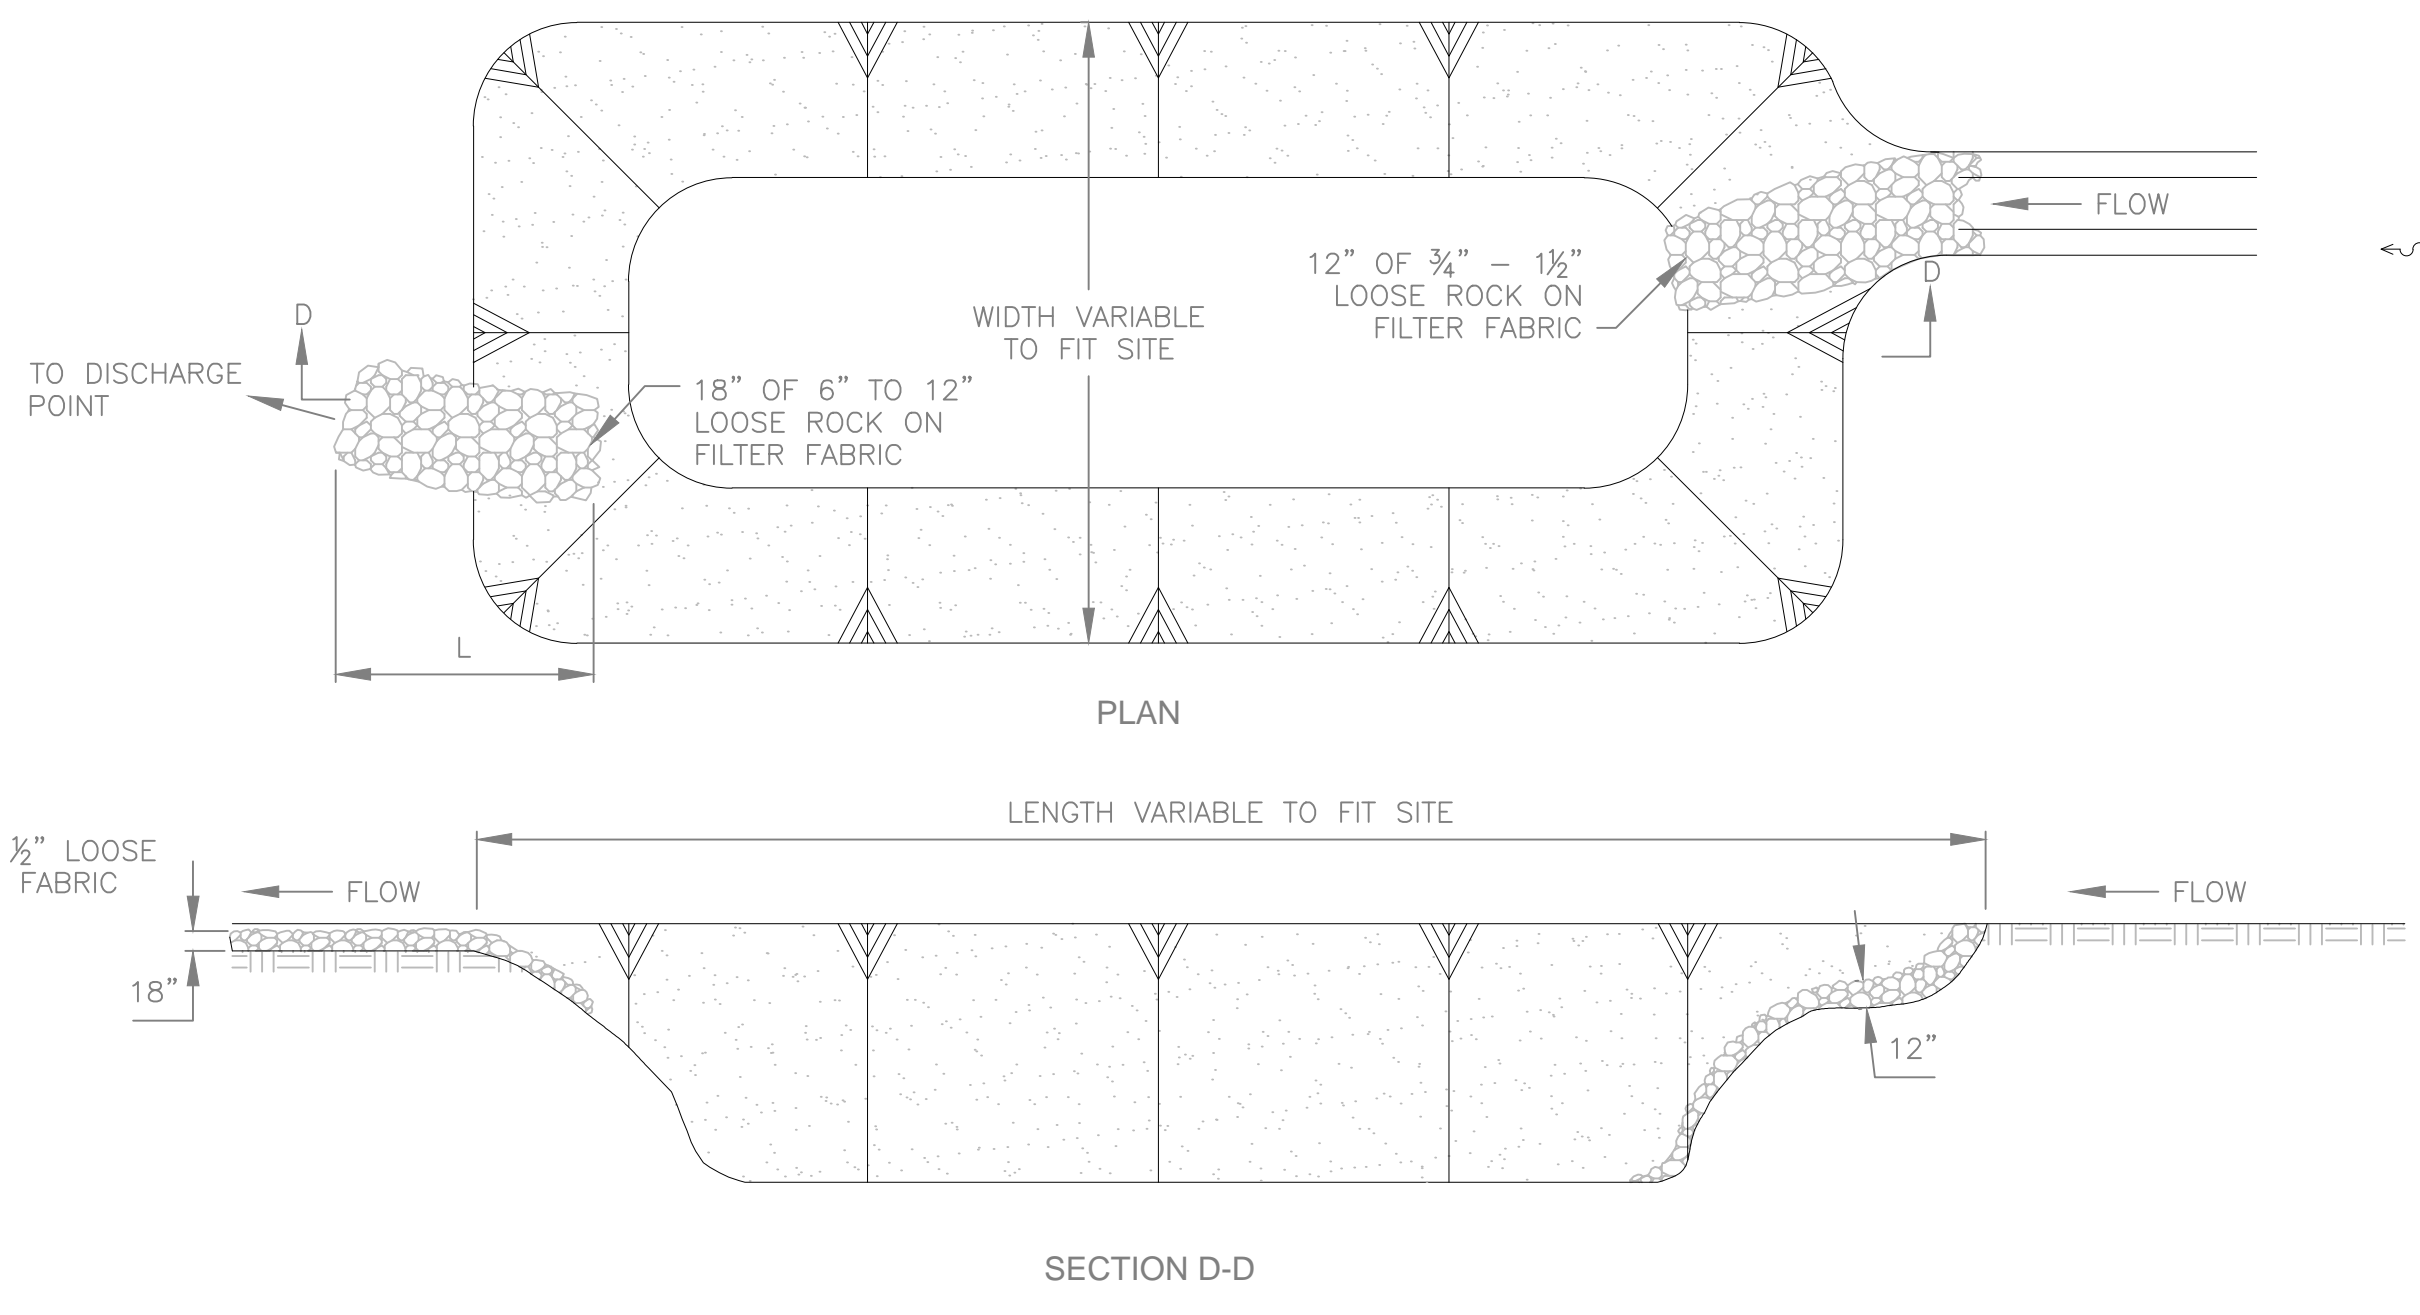 FLOW
12” OF ¾” – 1½”
LOOSE ROCK ON
FILTER FABRIC
D
D
WIDTH VARIABLE
TO FIT SITE
TO DISCHARGE
POINT
18” OF 6” TO 12”
LOOSE ROCK ON
FILTER FABRIC
L
PLAN
LENGTH VARIABLE TO FIT SITE
½” LOOSE
FABRIC
FLOW
FLOW
18”
12”
SECTION D-D